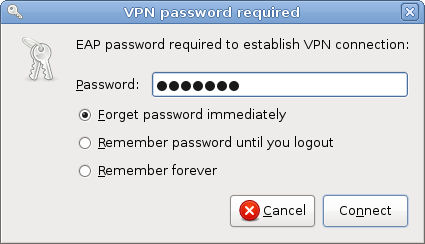 VPN password required
EAP password required to establish VPN connection:
Password: ●●●●●●●
Forget password immediately
Remember password until you logout
Remember forever
Cancel Connect